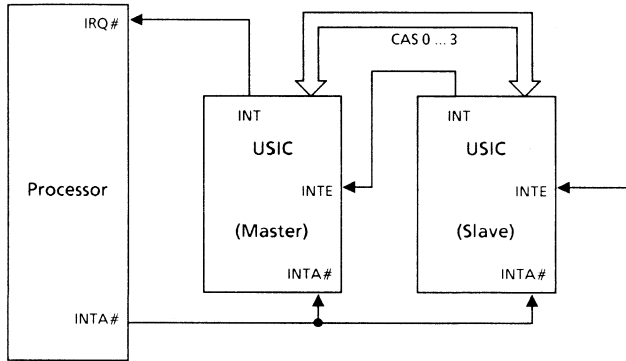 IRQ#
CAS 0 ... 3
INT
INT
USIC
USIC
Processor
INTE
INTE
(Master)
(Slave)
INTA#
INTA#
INTA#